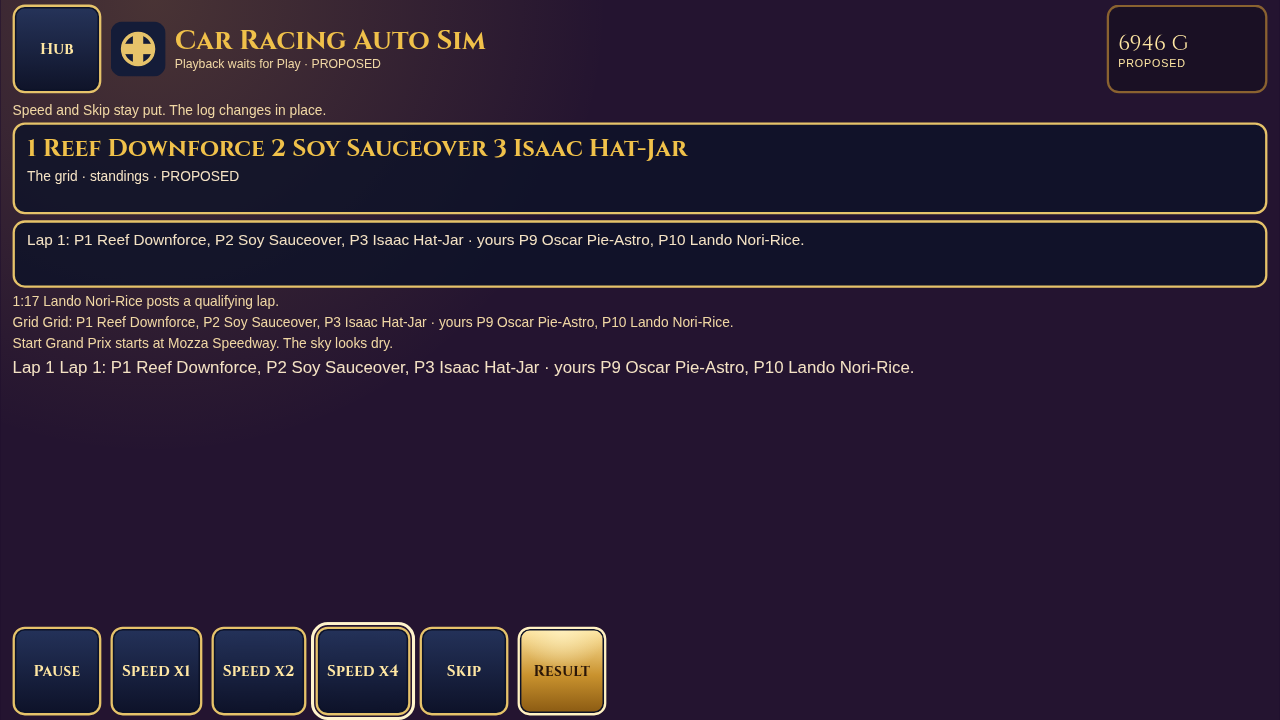 Hub
Car Racing Auto Sim
Playback waits for Play · PROPOSED
6946 G
PROPOSED
Speed and Skip stay put. The log changes in place.
1 Reef Downforce 2 Soy Sauceover 3 Isaac Hat-Jar
The grid · standings · PROPOSED
Lap 1: P1 Reef Downforce, P2 Soy Sauceover, P3 Isaac Hat-Jar · yours P9 Oscar Pie-Astro, P10 Lando Nori-Rice.
1:17 Lando Nori-Rice posts a qualifying lap.
Grid Grid: P1 Reef Downforce, P2 Soy Sauceover, P3 Isaac Hat-Jar · yours P9 Oscar Pie-Astro, P10 Lando Nori-Rice.
Start Grand Prix starts at Mozza Speedway. The sky looks dry.
Lap 1 Lap 1: P1 Reef Downforce, P2 Soy Sauceover, P3 Isaac Hat-Jar · yours P9 Oscar Pie-Astro, P10 Lando Nori-Rice.
Pause
Speed x1
Speed x2
Speed x4
Skip
Result